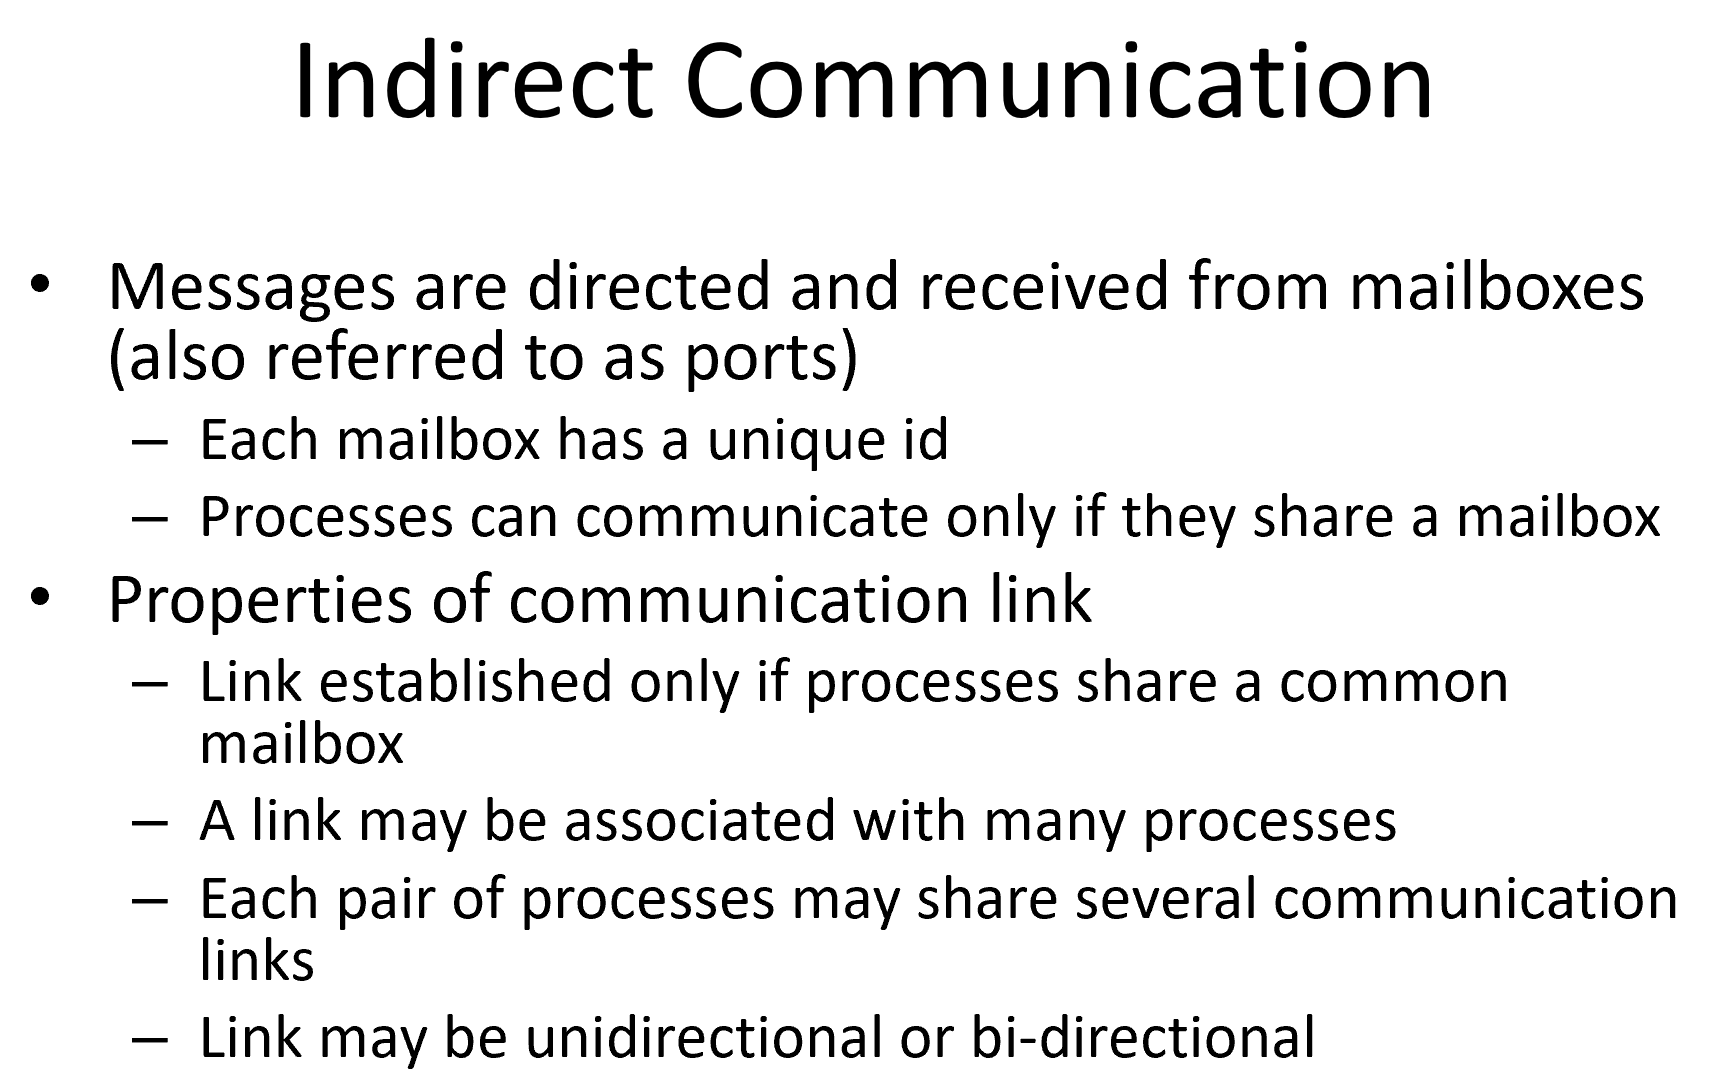 Indirect Communication
• Messages are directed and received from mailboxes
(also referred to as ports)
– Each mailbox has a unique id
– Processes can communicate only if they share a mailbox
• Properties of communication link
– Link established only if processes share a common
mailbox
– A link may be associated with many processes
– Each pair of processes may share several communication
links
– Link may be unidirectional or bi-directional